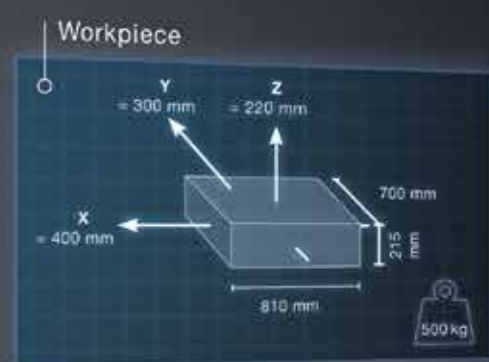 Workpiece
Y
= 300 mm
Z
= 220 mm
X
= 400 mm
700 mm
215
mm
810 mm
500 kg